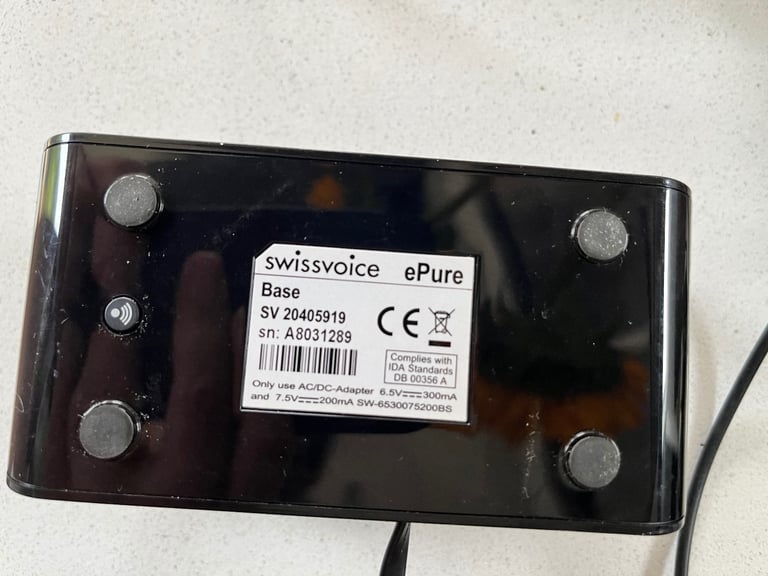 swissvoice ePure
Base
SV 20405919
sn: A8031289
CE
Complies with
IDA Standards
DB 00356 A
Only use AC/DC-Adapter 6.5V⎓300mA
and 7.5V⎓200mA SW-6530075200BS